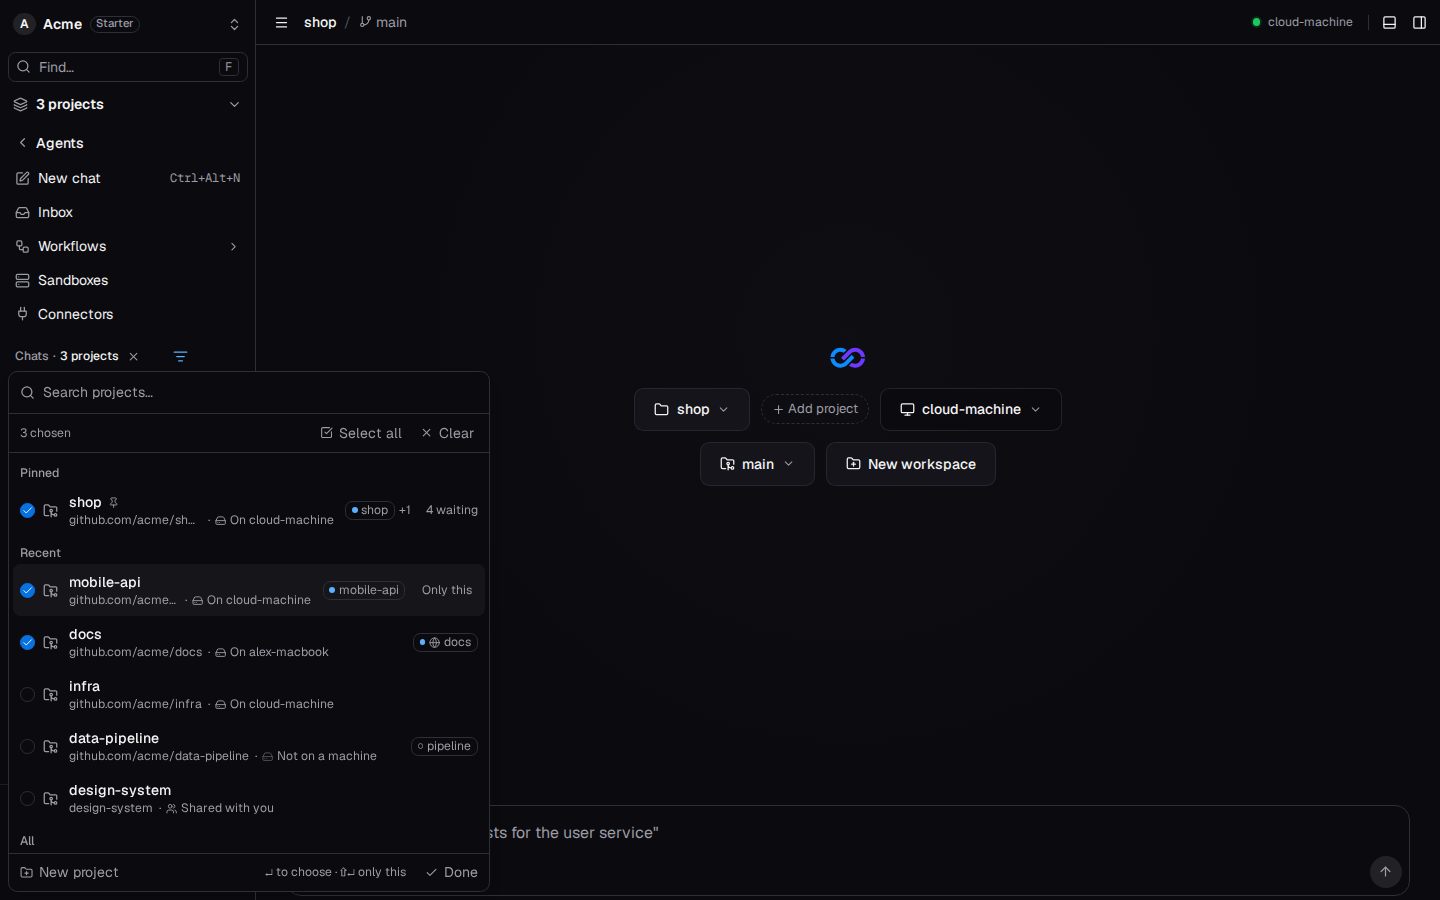 A Acme Starter
Find... F
3 projects
Agents
New chat Ctrl+Alt+N
Inbox
Workflows
Sandboxes
Connectors
Chats · 3 projects
shop / main
cloud-machine
Search projects...
3 chosen Select all Clear
Pinned
shop
github.com/acme/sh... · On cloud-machine
shop +1 4 waiting
Recent
mobile-api
github.com/acme... · On cloud-machine
mobile-api Only this
docs
github.com/acme/docs · On alex-macbook
docs
infra
github.com/acme/infra · On cloud-machine
data-pipeline
github.com/acme/data-pipeline · Not on a machine
pipeline
design-system
design-system · Shared with you
All
New project ↵ to choose · ⇧↵ only this Done
shop Add project cloud-machine
main New workspace
sts for the user service"